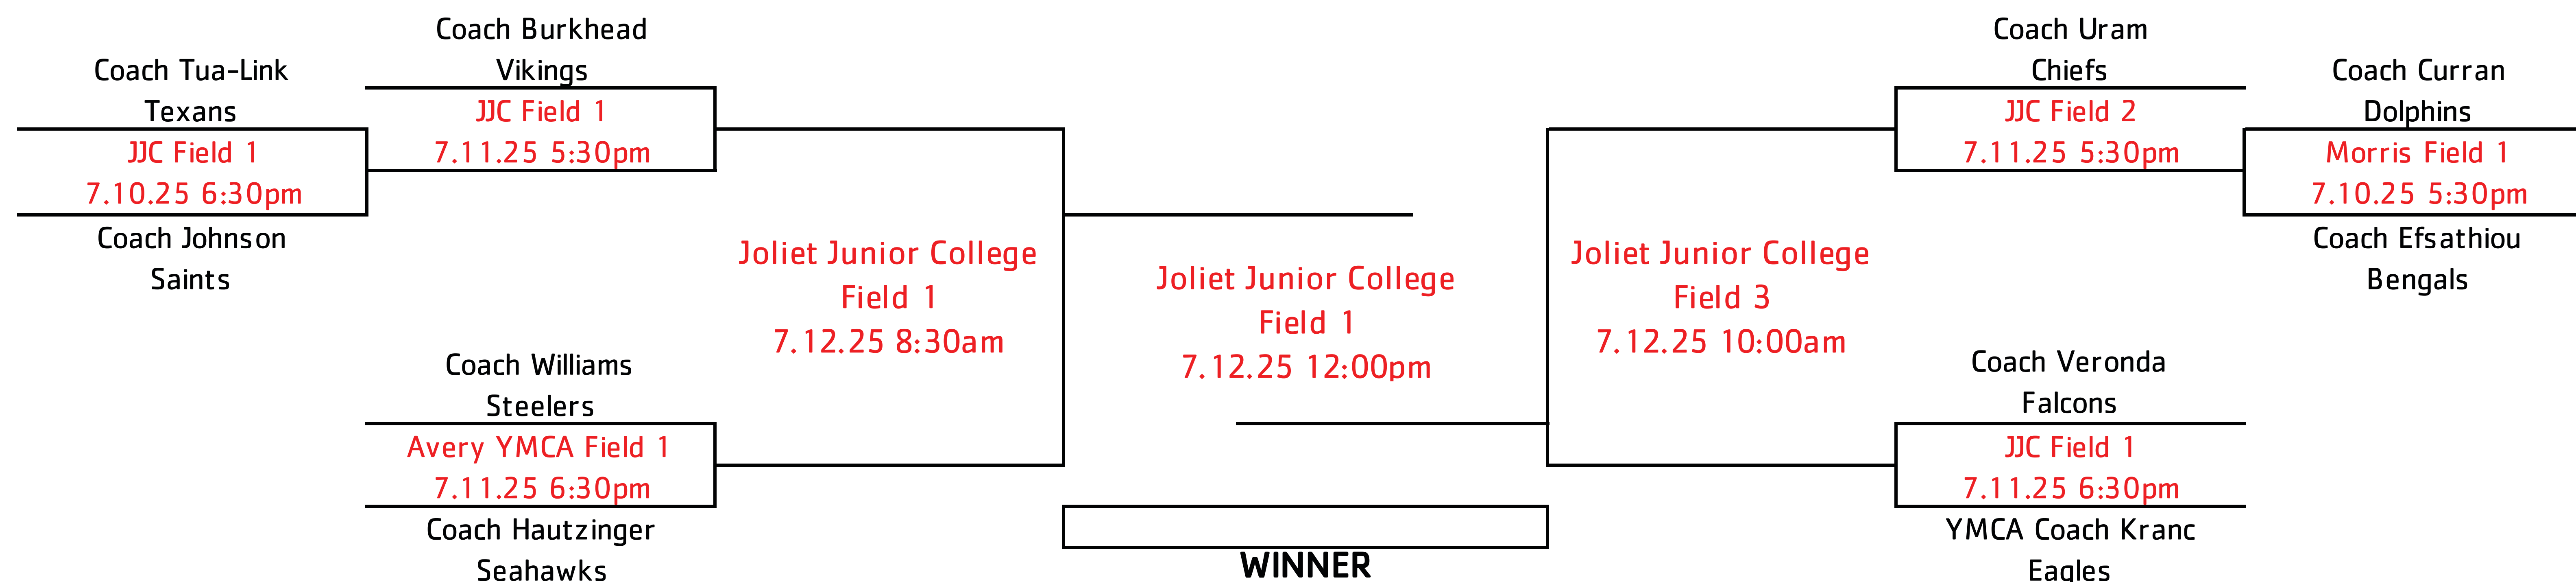 Coach Tua-Link
Texans
JJC Field 1
7.10.25 6:30pm
Coach Johnson
Saints
Coach Burkhead
Vikings
JJC Field 1
7.11.25 5:30pm
Coach Williams
Steelers
Avery YMCA Field 1
7.11.25 6:30pm
Coach Hautzinger
Seahawks
Joliet Junior College
Field 1
7.12.25 8:30am
Joliet Junior College
Field 1
7.12.25 12:00pm
WINNER
Joliet Junior College
Field 3
7.12.25 10:00am
Coach Uram
Chiefs
JJC Field 2
7.11.25 5:30pm
Coach Veronda
Falcons
JJC Field 1
7.11.25 6:30pm
YMCA Coach Kranc
Eagles
Coach Curran
Dolphins
Morris Field 1
7.10.25 5:30pm
Coach Efsathiou
Bengals